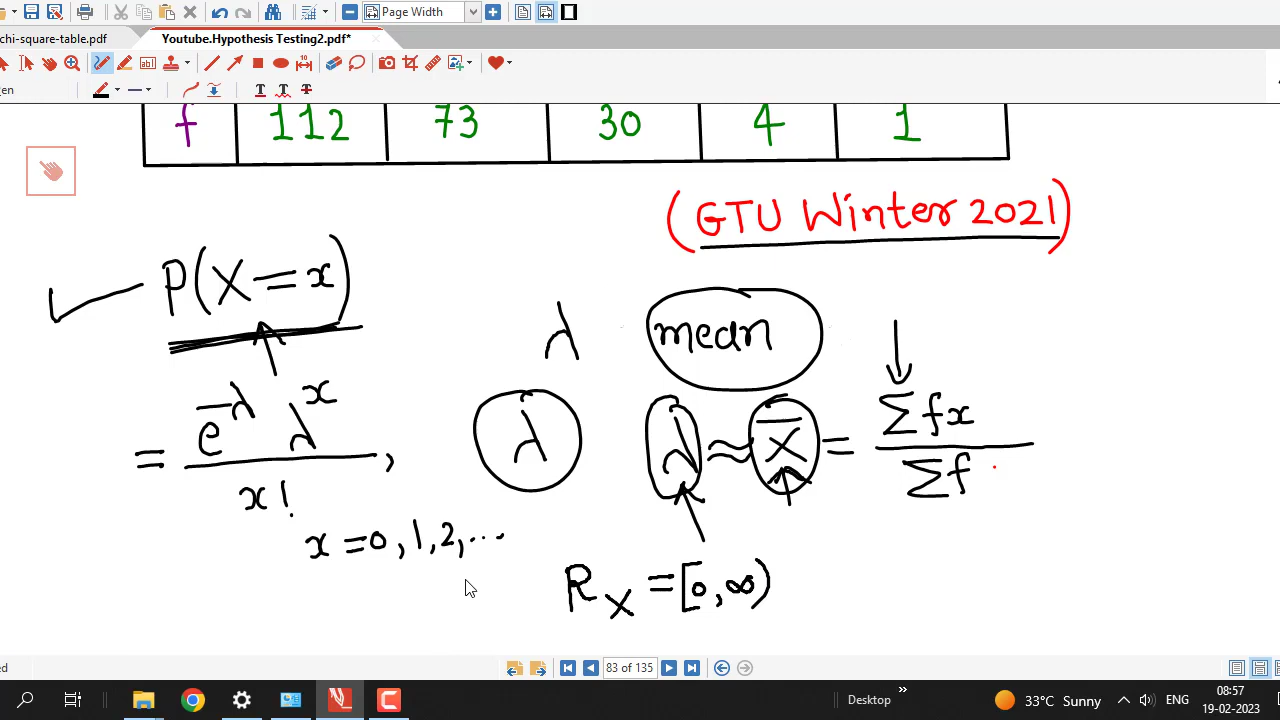 Page Width
chi-square-table.pdf
Youtube.Hypothesis Testing2.pdf*
en
f 112 73 30 4 1
(GTU Winter 2021)
P(X=x)
λ mean
= e^-λ λ^x / x! ,
λ λ ≈ x̄ = Σfx / Σf
x = 0, 1, 2, ...
R_X = [0, ∞)
ed
83 of 135
Desktop
»
33°C Sunny
ENG
08:57
19-02-2023